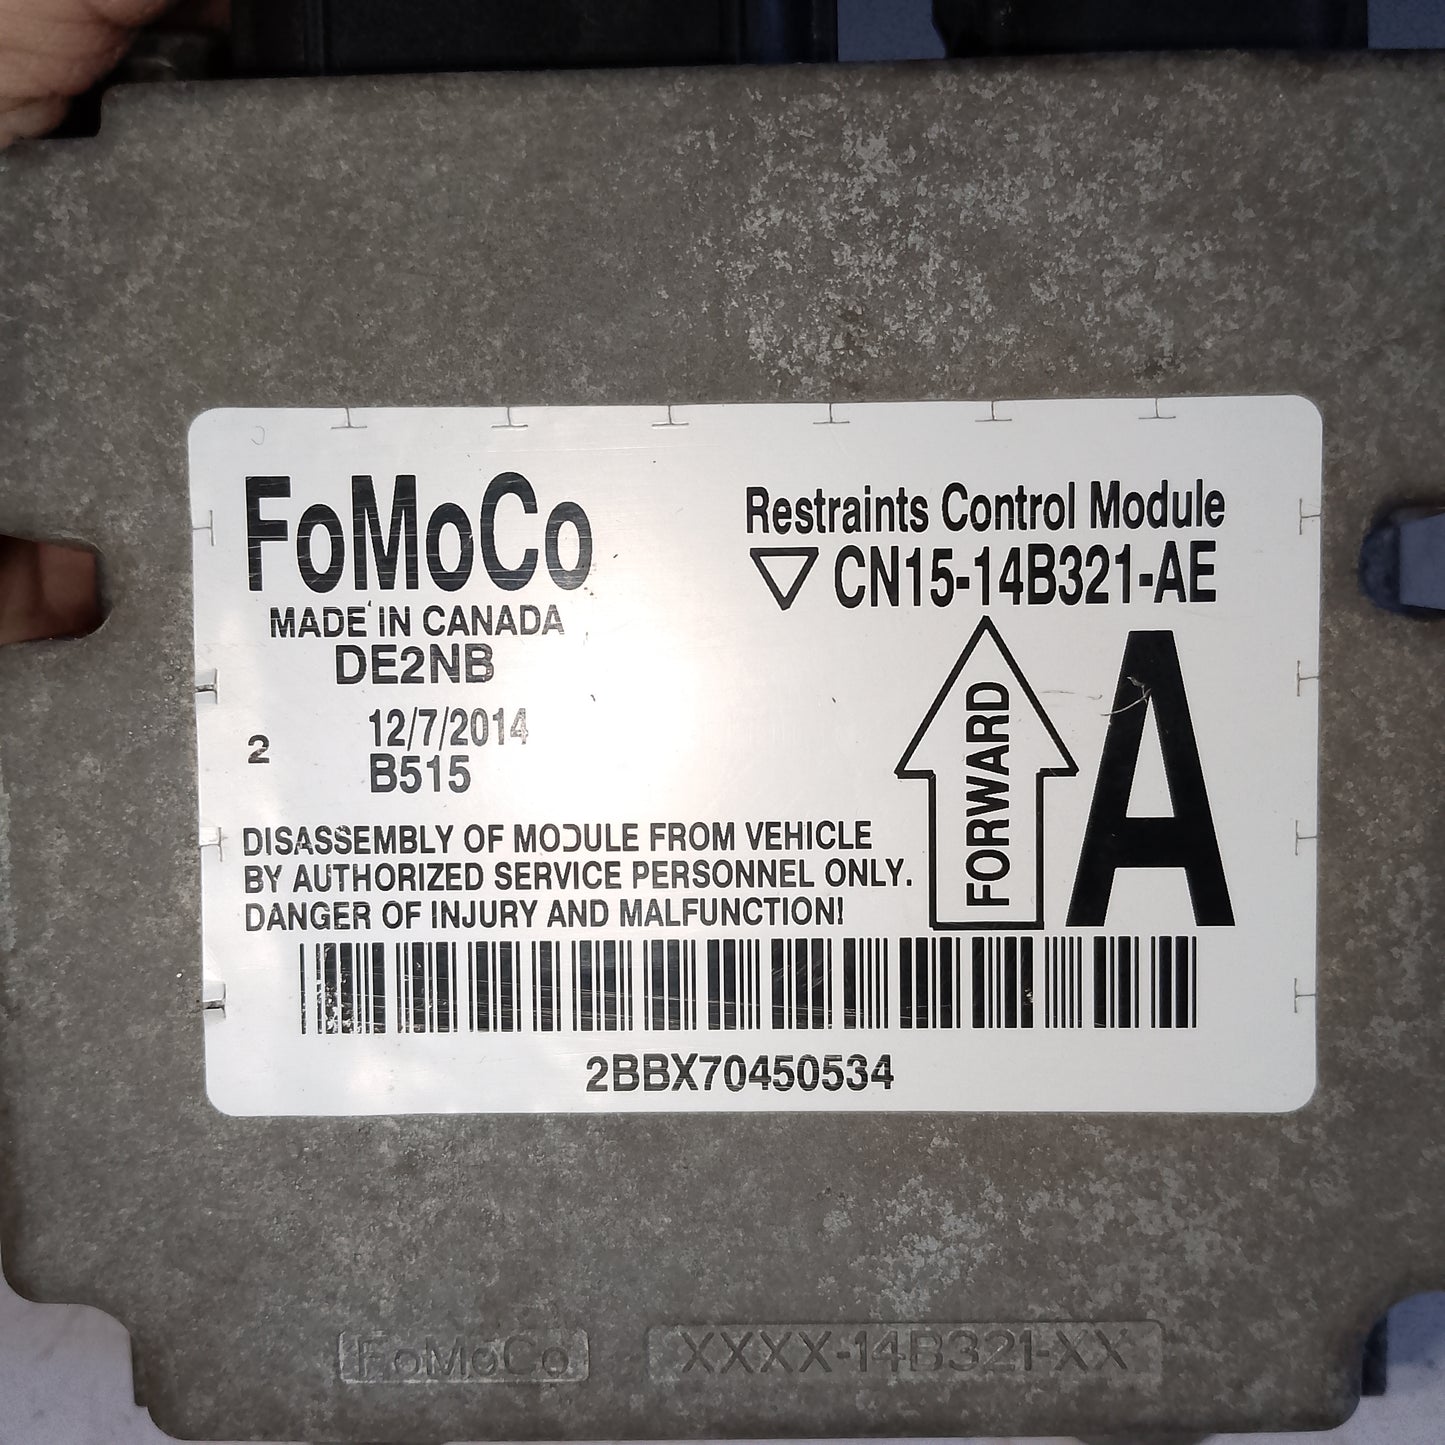 FoMoCo
MADE IN CANADA
DE2NB
12/7/2014
2
B515
Restraints Control Module
CN15-14B321-AE
FORWARD
A
DISASSEMBLY OF MODULE FROM VEHICLE
BY AUTHORIZED SERVICE PERSONNEL ONLY.
DANGER OF INJURY AND MALFUNCTION!
2BBX70450534
FoMoCo XXXX-14B321-XX